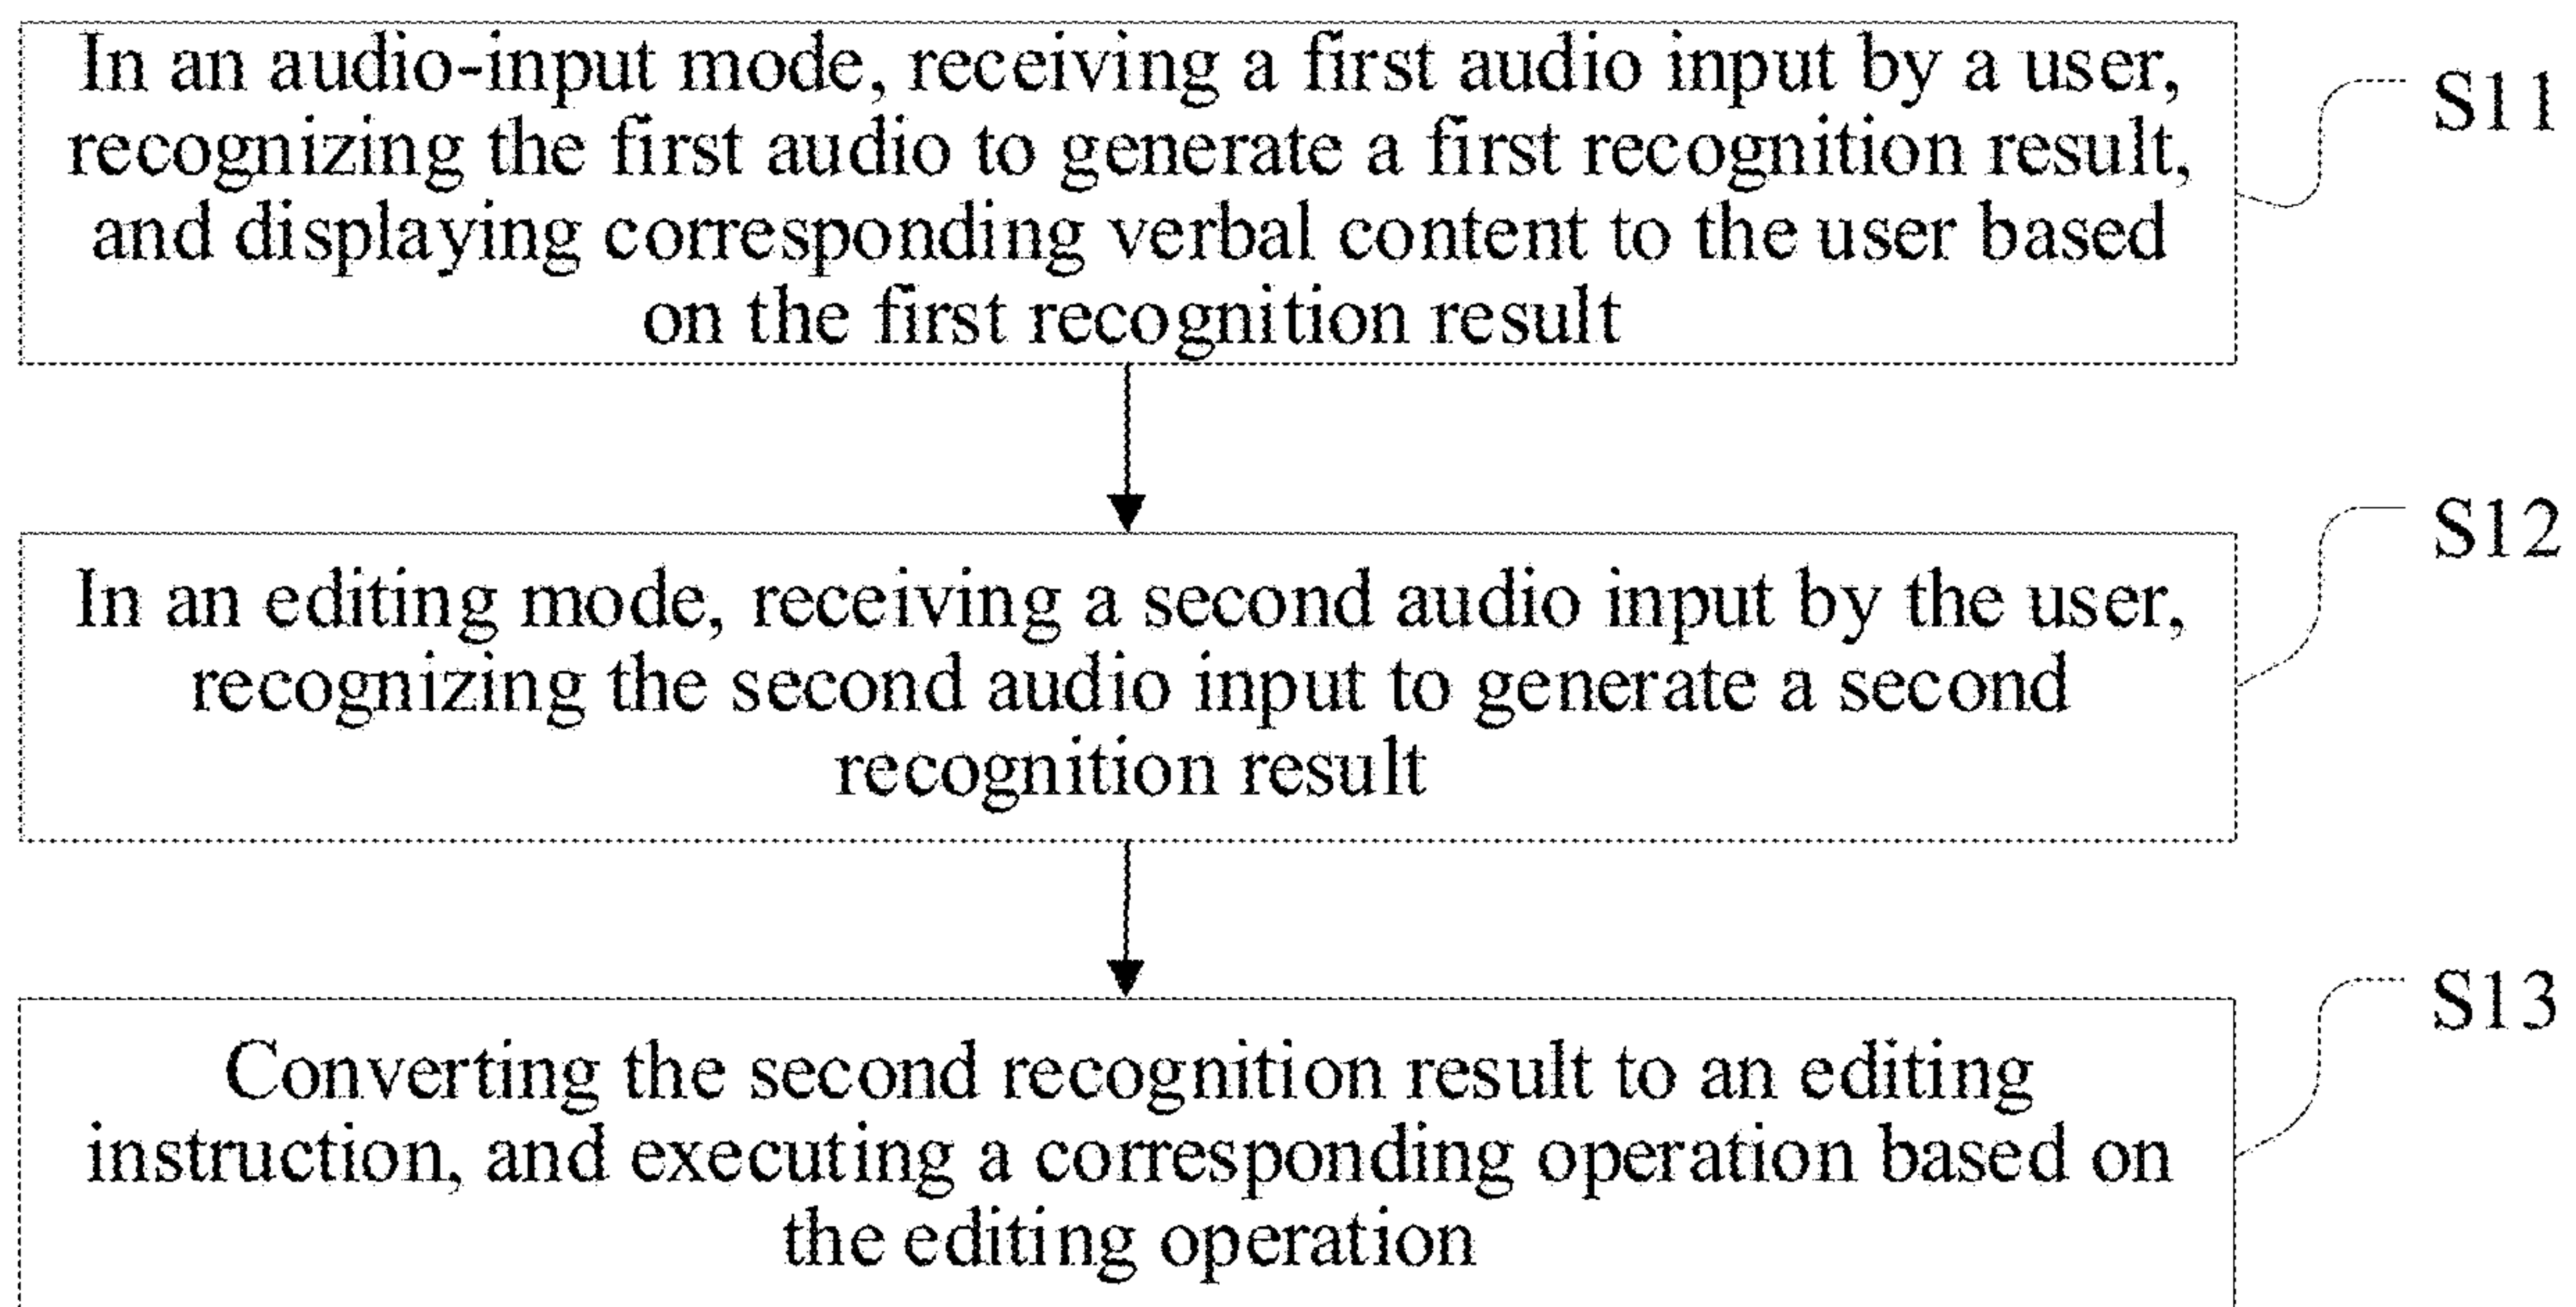 In an audio-input mode, receiving a first audio input by a user,
recognizing the first audio to generate a first recognition result,
and displaying corresponding verbal content to the user based
on the first recognition result
S11
In an editing mode, receiving a second audio input by the user,
recognizing the second audio input to generate a second
recognition result
S12
Converting the second recognition result to an editing
instruction, and executing a corresponding operation based on
the editing operation
S13